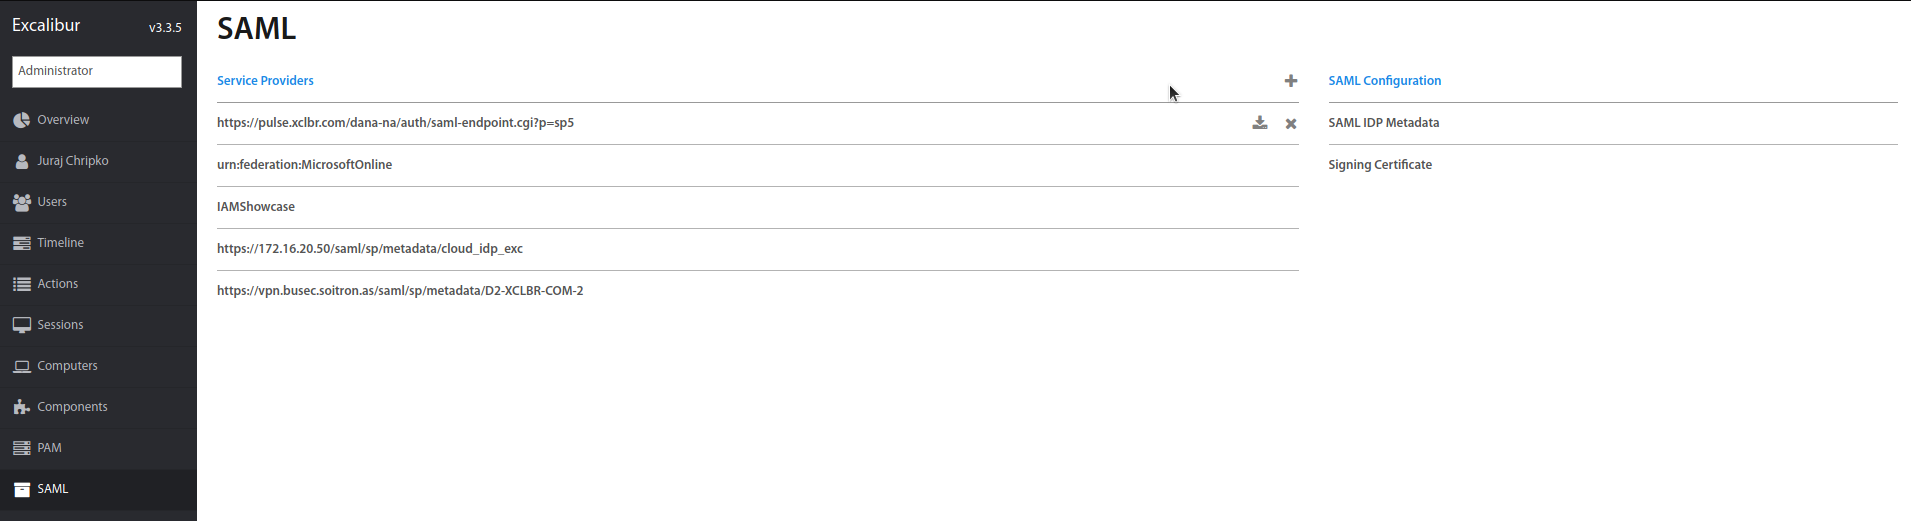 Excalibur v3.3.5
Administrator
Overview
Juraj Chripko
Users
Timeline
Actions
Sessions
Computers
Components
PAM
SAML
SAML
Service Providers
https://pulse.xclbr.com/dana-na/auth/saml-endpoint.cgi?p=sp5
urn:federation:MicrosoftOnline
IAMShowcase
https://172.16.20.50/saml/sp/metadata/cloud_idp_exc
https://vpn.busec.soitron.as/saml/sp/metadata/D2-XCLBR-COM-2
SAML Configuration
SAML IDP Metadata
Signing Certificate